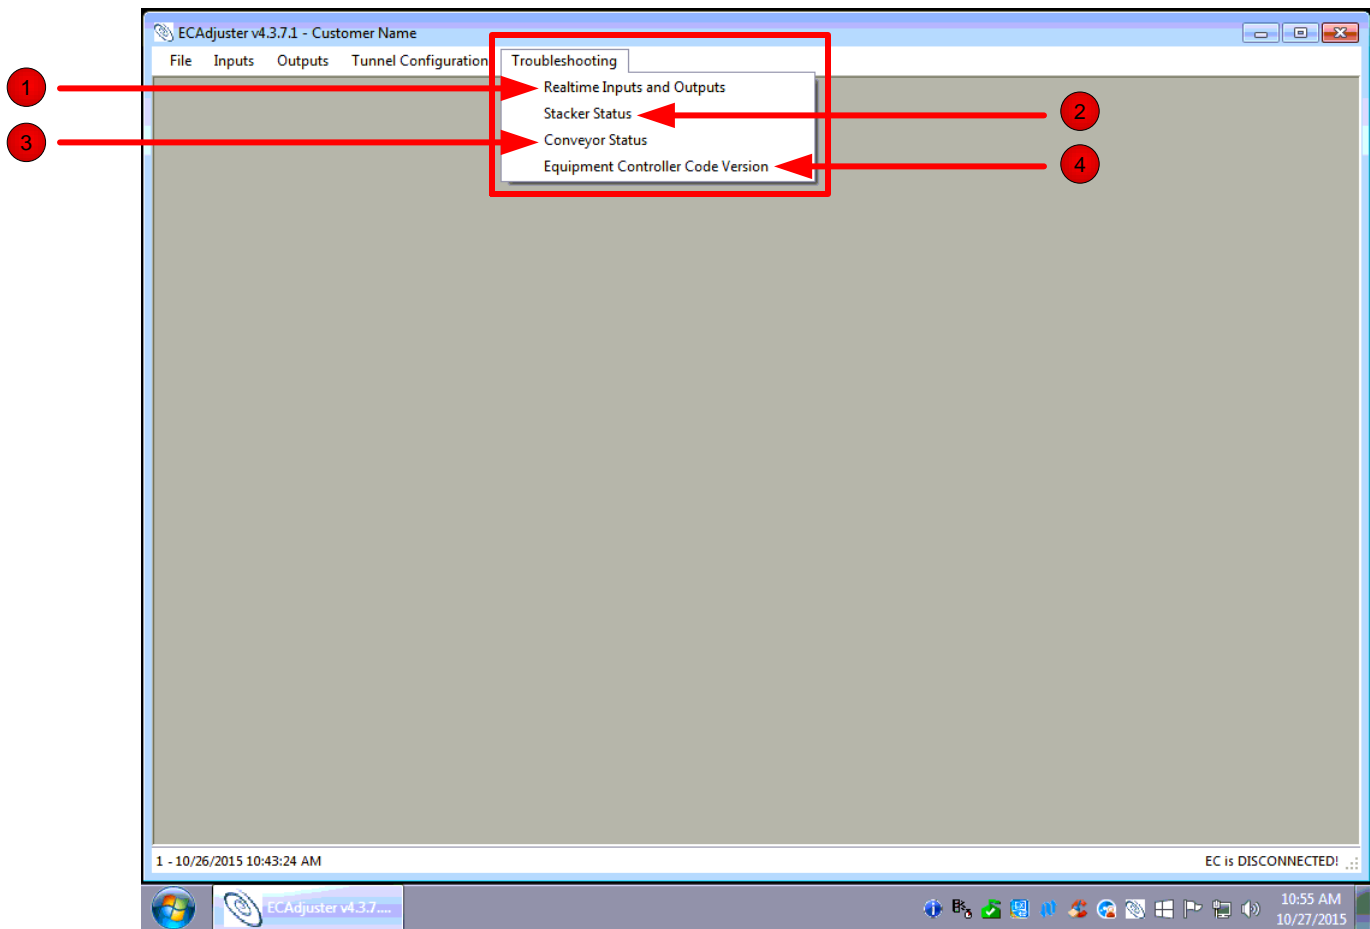 ECAdjuster v4.3.7.1 - Customer Name
File Inputs Outputs Tunnel Configuration Troubleshooting
1
Realtime Inputs and Outputs
Stacker Status
2
3
Conveyor Status
Equipment Controller Code Version
4
1 - 10/26/2015 10:43:24 AM
EC is DISCONNECTED!
ECAdjuster v4.3.7....
10:55 AM
10/27/2015